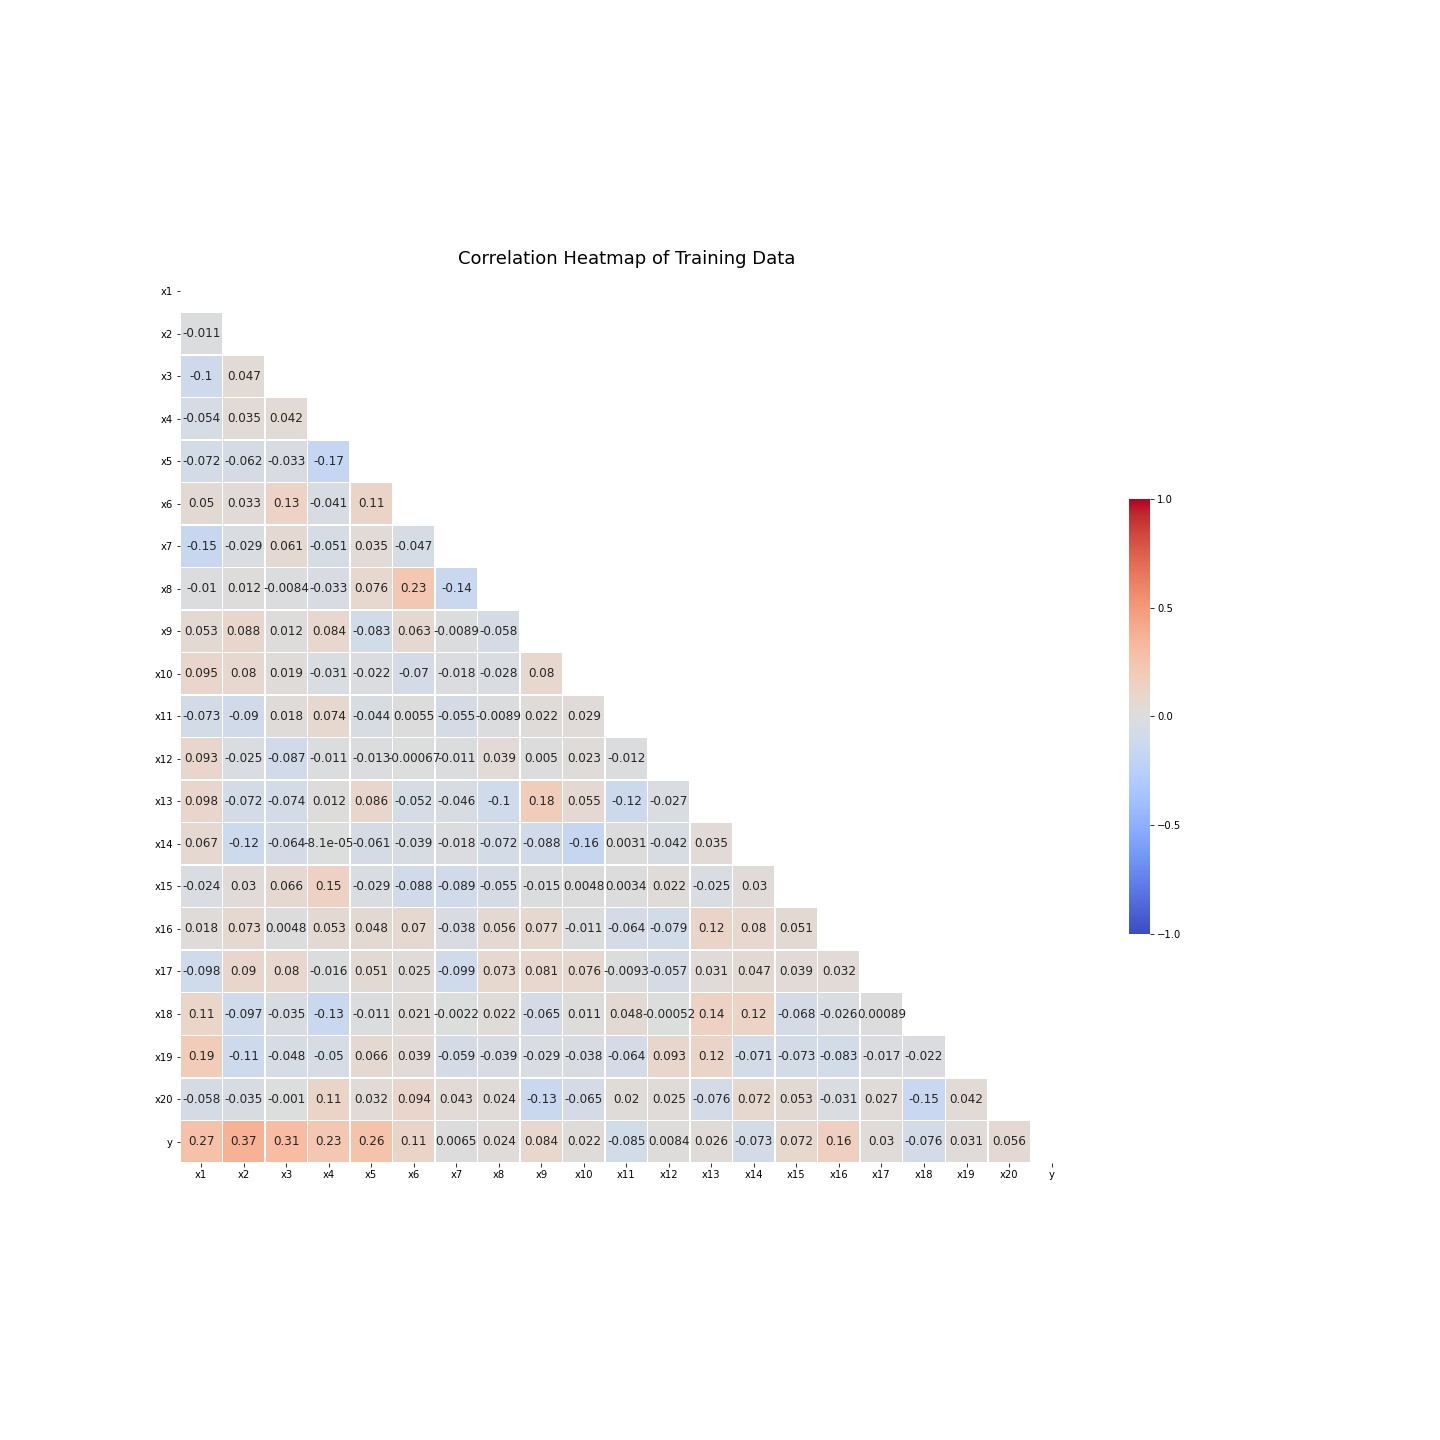 Correlation Heatmap of Training Data
x1
x2 -0.011
x3 -0.1 0.047
x4 -0.054 0.035 0.042
x5 -0.072 -0.062 -0.033 -0.17
x6 0.05 0.033 0.13 -0.041 0.11
x7 -0.15 -0.029 0.061 -0.051 0.035 -0.047
x8 -0.01 0.012 -0.0084 -0.033 0.076 0.23 -0.14
x9 0.053 0.088 0.012 0.084 -0.083 0.063 -0.0089 -0.058
x10 0.095 0.08 0.019 -0.031 -0.022 -0.07 -0.018 -0.028 0.08
x11 -0.073 -0.09 0.018 0.074 -0.044 0.0055 -0.055 -0.0089 0.022 0.029
x12 0.093 -0.025 -0.087 -0.011 -0.013 -0.00067 -0.011 0.039 0.005 0.023 -0.012
x13 0.098 -0.072 -0.074 0.012 0.086 -0.052 -0.046 -0.1 0.18 0.055 -0.12 -0.027
x14 0.067 -0.12 -0.064 -8.1e-05 -0.061 -0.039 -0.018 -0.072 -0.088 -0.16 0.0031 -0.042 0.035
x15 -0.024 0.03 0.066 0.15 -0.029 -0.088 -0.089 -0.055 -0.015 0.0048 0.0034 0.022 -0.025 0.03
x16 0.018 0.073 0.0048 0.053 0.048 0.07 -0.038 0.056 0.077 -0.011 -0.064 -0.079 0.12 0.08 0.051
x17 -0.098 0.09 0.08 -0.016 0.051 0.025 -0.099 0.073 0.081 0.076 -0.0093 -0.057 0.031 0.047 0.039 0.032
x18 0.11 -0.097 -0.035 -0.13 -0.011 0.021 -0.0022 0.022 -0.065 0.011 0.048 -0.00052 0.14 0.12 -0.068 -0.026 0.00089
x19 0.19 -0.11 -0.048 -0.05 0.066 0.039 -0.059 -0.039 -0.029 -0.038 -0.064 0.093 0.12 -0.071 -0.073 -0.083 -0.017 -0.022
x20 -0.058 -0.035 -0.001 0.11 0.032 0.094 0.043 0.024 -0.13 -0.065 0.02 0.025 -0.076 0.072 0.053 -0.031 0.027 -0.15 0.042
y 0.27 0.37 0.31 0.23 0.26 0.11 0.0065 0.024 0.084 0.022 -0.085 0.0084 0.026 -0.073 0.072 0.16 0.03 -0.076 0.031 0.056
x1 x2 x3 x4 x5 x6 x7 x8 x9 x10 x11 x12 x13 x14 x15 x16 x17 x18 x19 x20 y
1.0
0.5
0.0
−0.5
−1.0